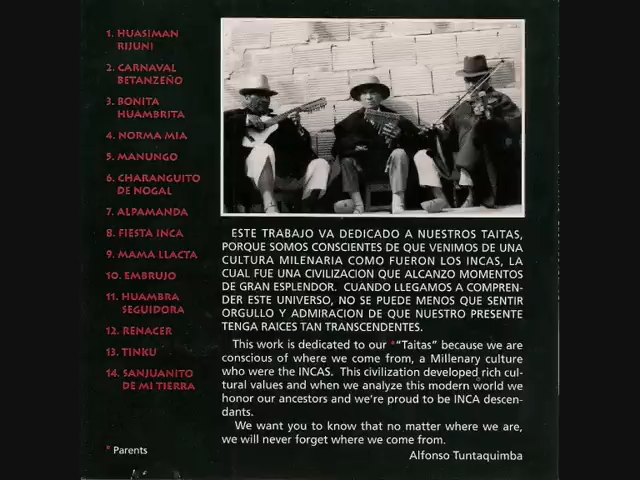 1. HUASIMAN
RIJUNI
2. CARNAVAL
BETANZEÑO
3. BONITA
HUAMBRITA
4. NORMA MIA
5. MANUNGO
6. CHARANGUITO
DE NOGAL
7. ALPAMANDA
8. FIESTA INCA
9. MAMA LLACTA
10. EMBRUJO
11. HUAMBRA
SEGUIDORA
12. RENACER
13. TINKU
14. SANJUANITO
DE MI TIERRA
* Parents
ESTE TRABAJO VA DEDICADO A NUESTROS TAITAS,
PORQUE SOMOS CONSCIENTES DE QUE VENIMOS DE UNA
CULTURA MILENARIA COMO FUERON LOS INCAS, LA
CUAL FUE UNA CIVILIZACION QUE ALCANZO MOMENTOS
DE GRAN ESPLENDOR. CUANDO LLEGAMOS A COMPREN-
DER ESTE UNIVERSO, NO SE PUEDE MENOS QUE SENTIR
ORGULLO Y ADMIRACION DE QUE NUESTRO PRESENTE
TENGA RAICES TAN TRANSCENDENTES.
This work is dedicated to our *"Taitas" because we are
conscious of where we come from, a Millenary culture
who were the INCAS. This civilization developed rich cul-
tural values and when we analyze this modern world we
honor our ancestors and we're proud to be INCA descen-
dants.
We want you to know that no matter where we are,
we will never forget where we come from.
Alfonso Tuntaquimba